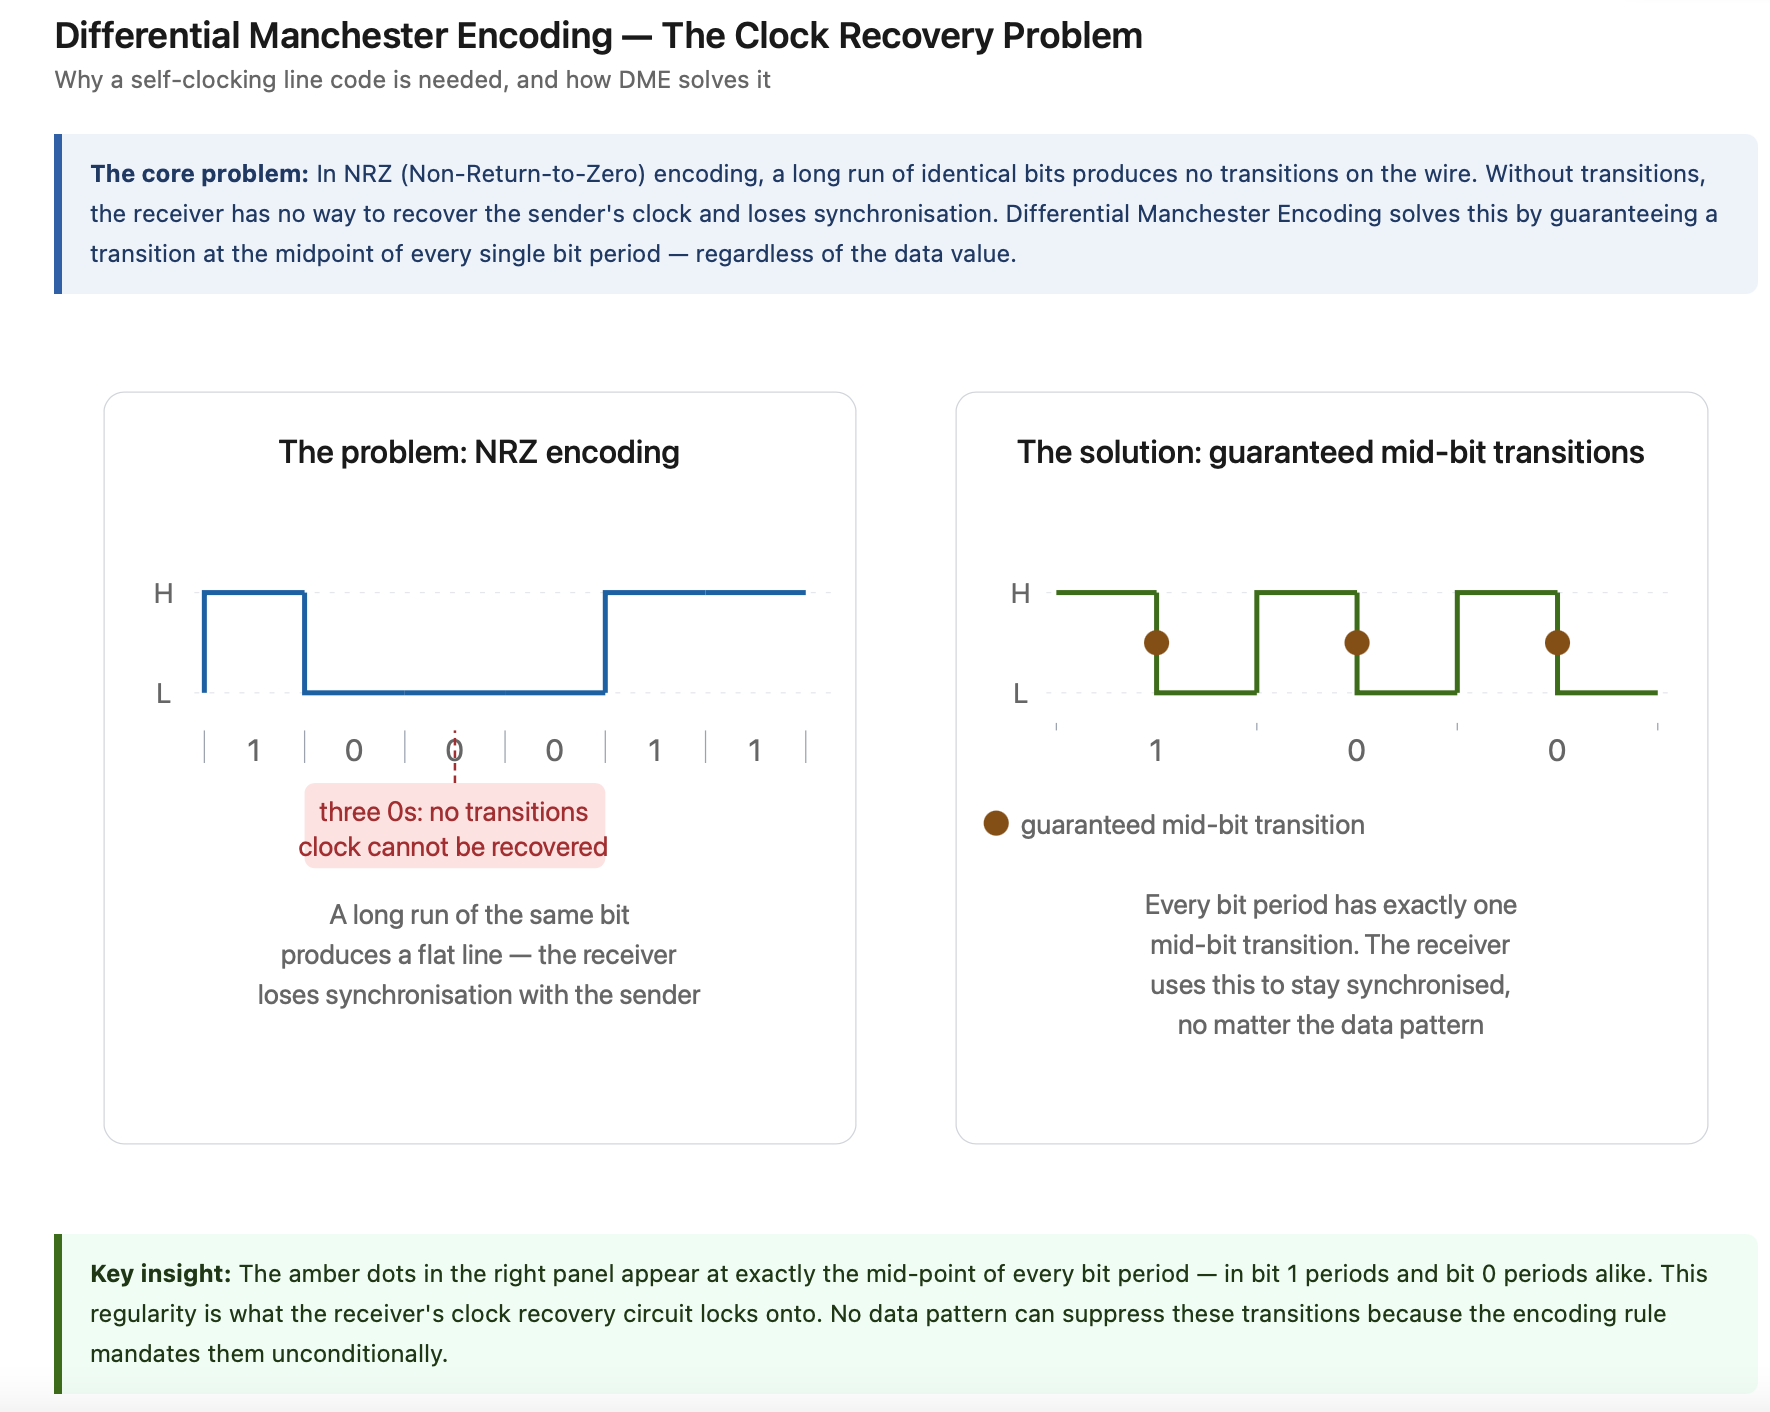 Differential Manchester Encoding — The Clock Recovery Problem
Why a self-clocking line code is needed, and how DME solves it
The core problem: In NRZ (Non-Return-to-Zero) encoding, a long run of identical bits produces no transitions on the wire. Without transitions,
the receiver has no way to recover the sender's clock and loses synchronisation. Differential Manchester Encoding solves this by guaranteeing a
transition at the midpoint of every single bit period — regardless of the data value.
The problem: NRZ encoding
H
L
1 0 0 0 1 1
three 0s: no transitions
clock cannot be recovered
A long run of the same bit
produces a flat line — the receiver
loses synchronisation with the sender
The solution: guaranteed mid-bit transitions
H
L
1 0 0
guaranteed mid-bit transition
Every bit period has exactly one
mid-bit transition. The receiver
uses this to stay synchronised,
no matter the data pattern
Key insight: The amber dots in the right panel appear at exactly the mid-point of every bit period — in bit 1 periods and bit 0 periods alike. This
regularity is what the receiver's clock recovery circuit locks onto. No data pattern can suppress these transitions because the encoding rule
mandates them unconditionally.